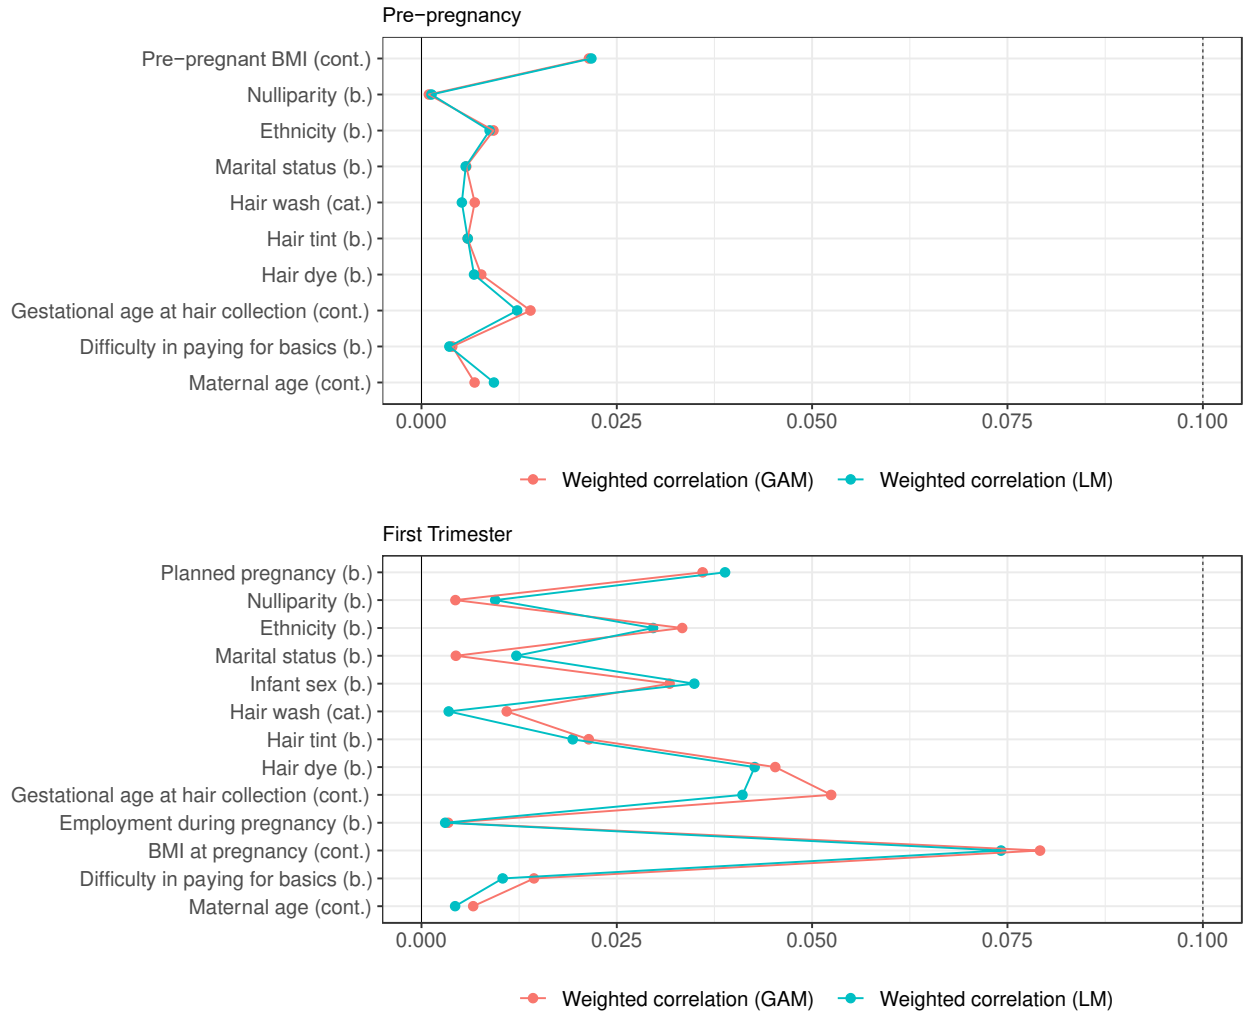 Pre−pregnancy
Pre−pregnant BMI (cont.)
Nulliparity (b.)
Ethnicity (b.)
Marital status (b.)
Hair wash (cat.)
Hair tint (b.)
Hair dye (b.)
Gestational age at hair collection (cont.)
Difficulty in paying for basics (b.)
Maternal age (cont.)
0.000 0.025 0.050 0.075 0.100
Weighted correlation (GAM) Weighted correlation (LM)
First Trimester
Planned pregnancy (b.)
Nulliparity (b.)
Ethnicity (b.)
Marital status (b.)
Infant sex (b.)
Hair wash (cat.)
Hair tint (b.)
Hair dye (b.)
Gestational age at hair collection (cont.)
Employment during pregnancy (b.)
BMI at pregnancy (cont.)
Difficulty in paying for basics (b.)
Maternal age (cont.)
0.000 0.025 0.050 0.075 0.100
Weighted correlation (GAM) Weighted correlation (LM)